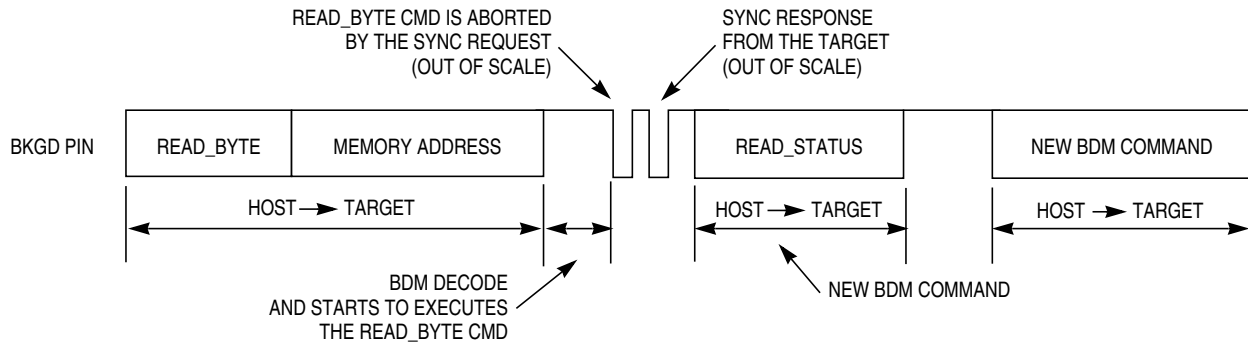 READ_BYTE CMD IS ABORTED
BY THE SYNC REQUEST
(OUT OF SCALE)
SYNC RESPONSE
FROM THE TARGET
(OUT OF SCALE)
BKGD PIN
READ_BYTE
MEMORY ADDRESS
READ_STATUS
NEW BDM COMMAND
HOST → TARGET
HOST → TARGET
HOST → TARGET
BDM DECODE
AND STARTS TO EXECUTES
THE READ_BYTE CMD
NEW BDM COMMAND